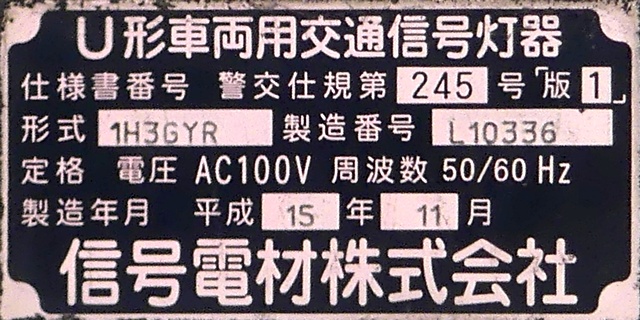 U形車両用交通信号灯器
仕様書番号 警交仕規第 245 号「版 1」
形式 1H3GYR 製造番号 L10336
定格 電圧 AC100V 周波数 50/60 Hz
製造年月 平成 15 年 11 月
信号電材株式会社